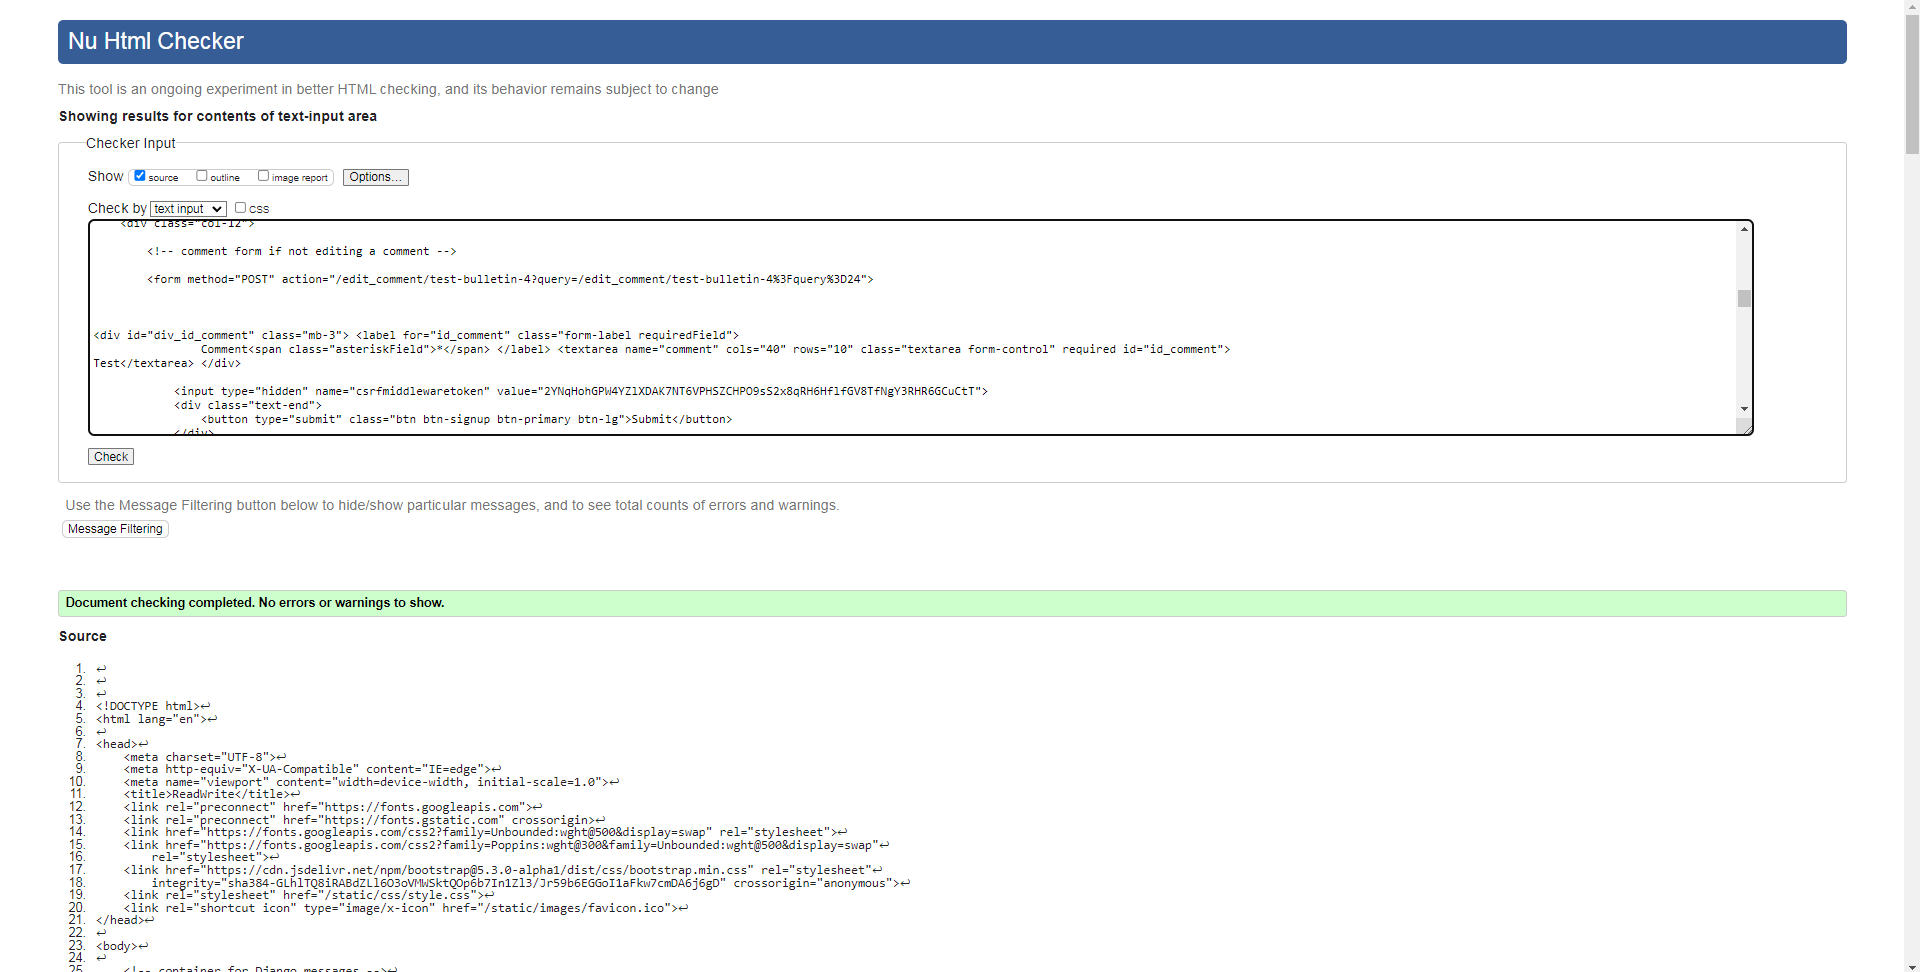 Nu Html Checker
This tool is an ongoing experiment in better HTML checking, and its behavior remains subject to change
Showing results for contents of text-input area
Checker Input
Show source outline image report Options...
Check by text input css
<div class="col-12">
<!-- comment form if not editing a comment -->
<form method="POST" action="/edit_comment/test-bulletin-4?query=/edit_comment/test-bulletin-4%3Fquery%3D24">
<div id="div_id_comment" class="mb-3"> <label for="id_comment" class="form-label requiredField">
Comment<span class="asteriskField">*</span> </label> <textarea name="comment" cols="40" rows="10" class="textarea form-control" required id="id_comment">
Test</textarea> </div>
<input type="hidden" name="csrfmiddlewaretoken" value="2YNqHohGPW4YZlXDAK7NT6VPHSZCHPO9sS2x8qRH6HflfGV8TfNgY3RHR6GCuCtT">
<div class="text-end">
<button type="submit" class="btn btn-signup btn-primary btn-lg">Submit</button>
</div>
Check
Use the Message Filtering button below to hide/show particular messages, and to see total counts of errors and warnings.
Message Filtering
Document checking completed. No errors or warnings to show.
Source
1. ↩
2. ↩
3. ↩
4. <!DOCTYPE html>↩
5. <html lang="en">↩
6. ↩
7. <head>↩
8. <meta charset="UTF-8">↩
9. <meta http-equiv="X-UA-Compatible" content="IE=edge">↩
10. <meta name="viewport" content="width=device-width, initial-scale=1.0">↩
11. <title>ReadWrite</title>↩
12. <link rel="preconnect" href="https://fonts.googleapis.com">↩
13. <link rel="preconnect" href="https://fonts.gstatic.com" crossorigin>↩
14. <link href="https://fonts.googleapis.com/css2?family=Unbounded:wght@500&display=swap" rel="stylesheet">↩
15. <link href="https://fonts.googleapis.com/css2?family=Poppins:wght@300&family=Unbounded:wght@500&display=swap"↩
16. rel="stylesheet">↩
17. <link href="https://cdn.jsdelivr.net/npm/bootstrap@5.3.0-alpha1/dist/css/bootstrap.min.css" rel="stylesheet"↩
18. integrity="sha384-GLhlTQ8iRABdZLl6O3oVMWSktQOp6b7In1Zl3/Jr59b6EGGoI1aFkw7cmDA6j6gD" crossorigin="anonymous">↩
19. <link rel="stylesheet" href="/static/css/style.css">↩
20. <link rel="shortcut icon" type="image/x-icon" href="/static/images/favicon.ico">↩
21. </head>↩
22. ↩
23. <body>↩
24. ↩
25. <!-- container for Django messages -->↩